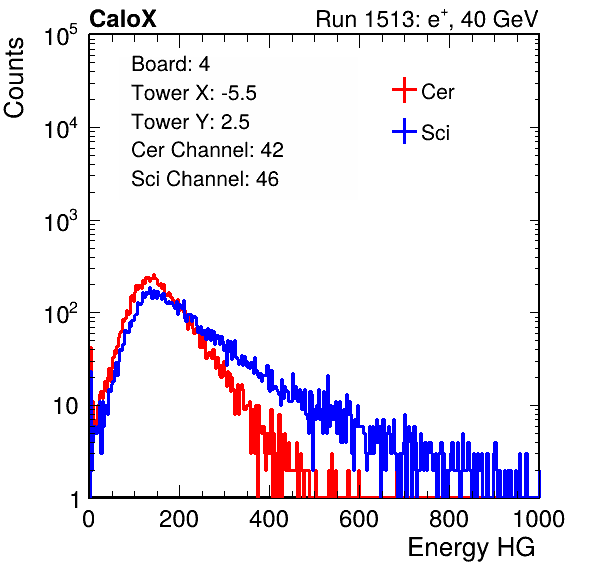 CaloX Run 1513: e⁺, 40 GeV
Counts
Board: 4
Tower X: -5.5
Tower Y: 2.5
Cer Channel: 42
Sci Channel: 46
Cer
Sci
10⁵
10⁴
10³
10²
10
1
0 200 400 600 800 1000
Energy HG